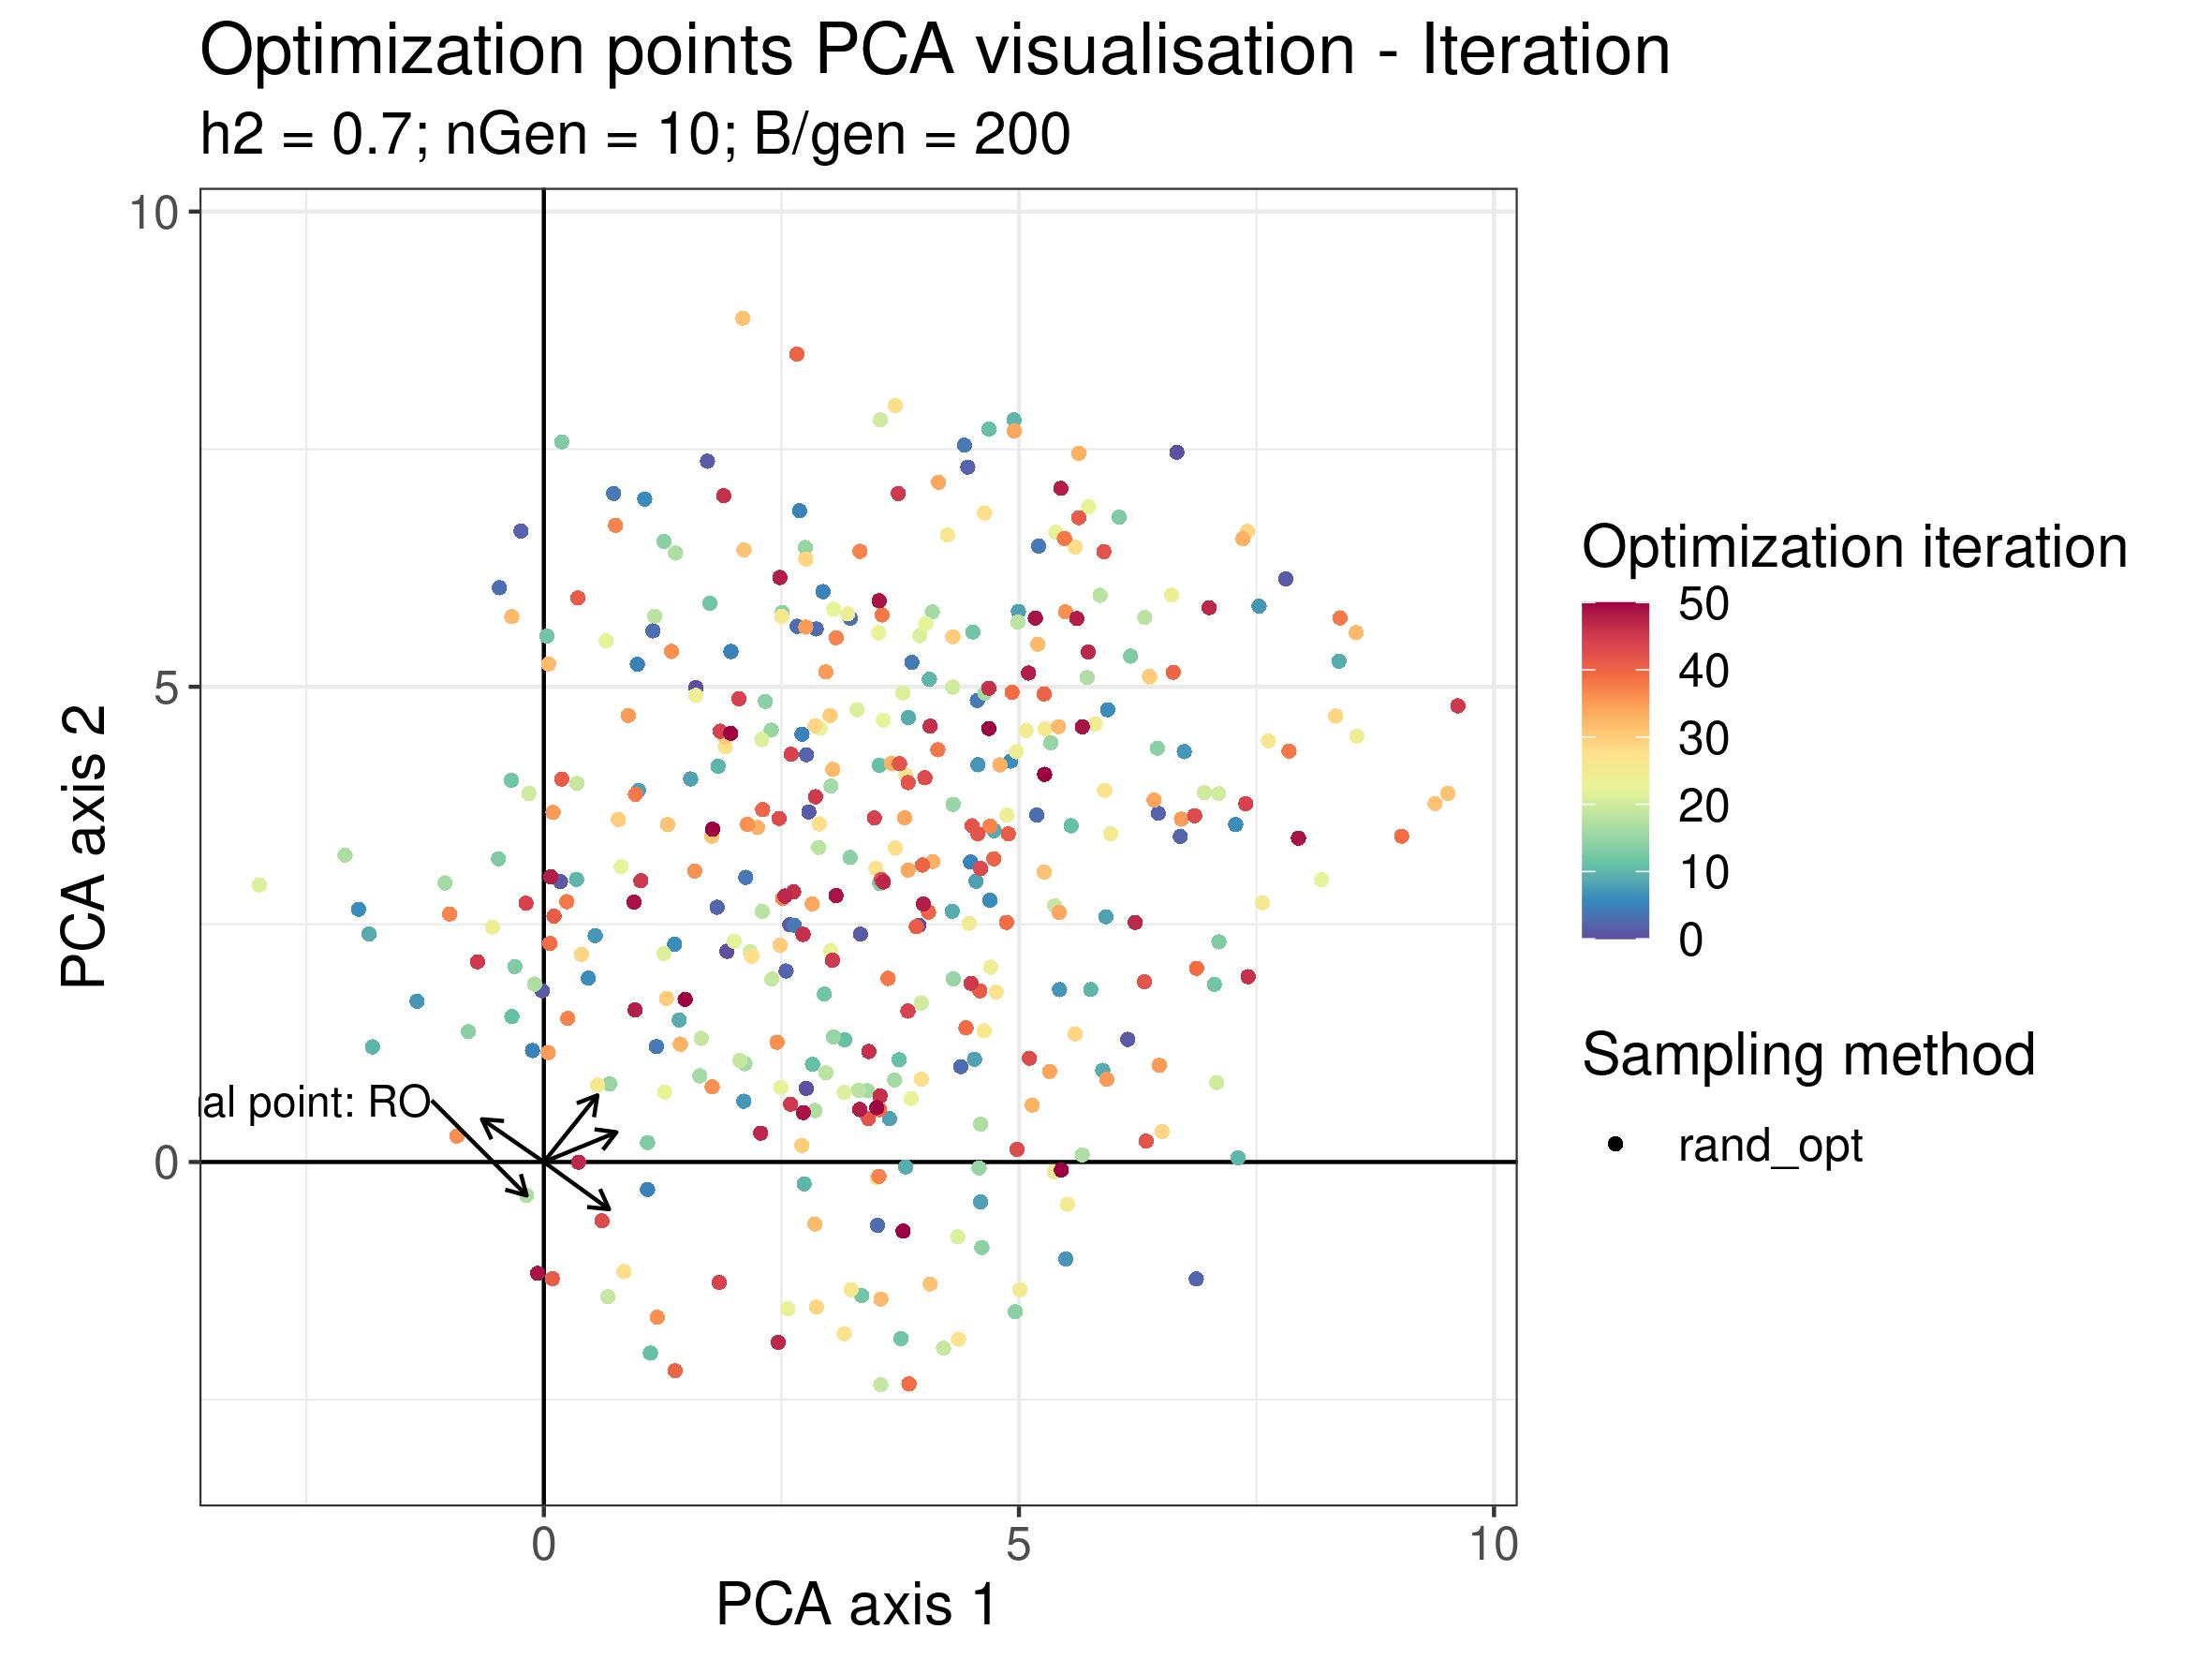 Optimization points PCA visualisation - Iteration
h2 = 0.7; nGen = 10; B/gen = 200
10
5
0
PCA axis 2
al point: RO
0
5
10
PCA axis 1
Optimization iteration
50
40
30
20
10
0
Sampling method
rand_opt